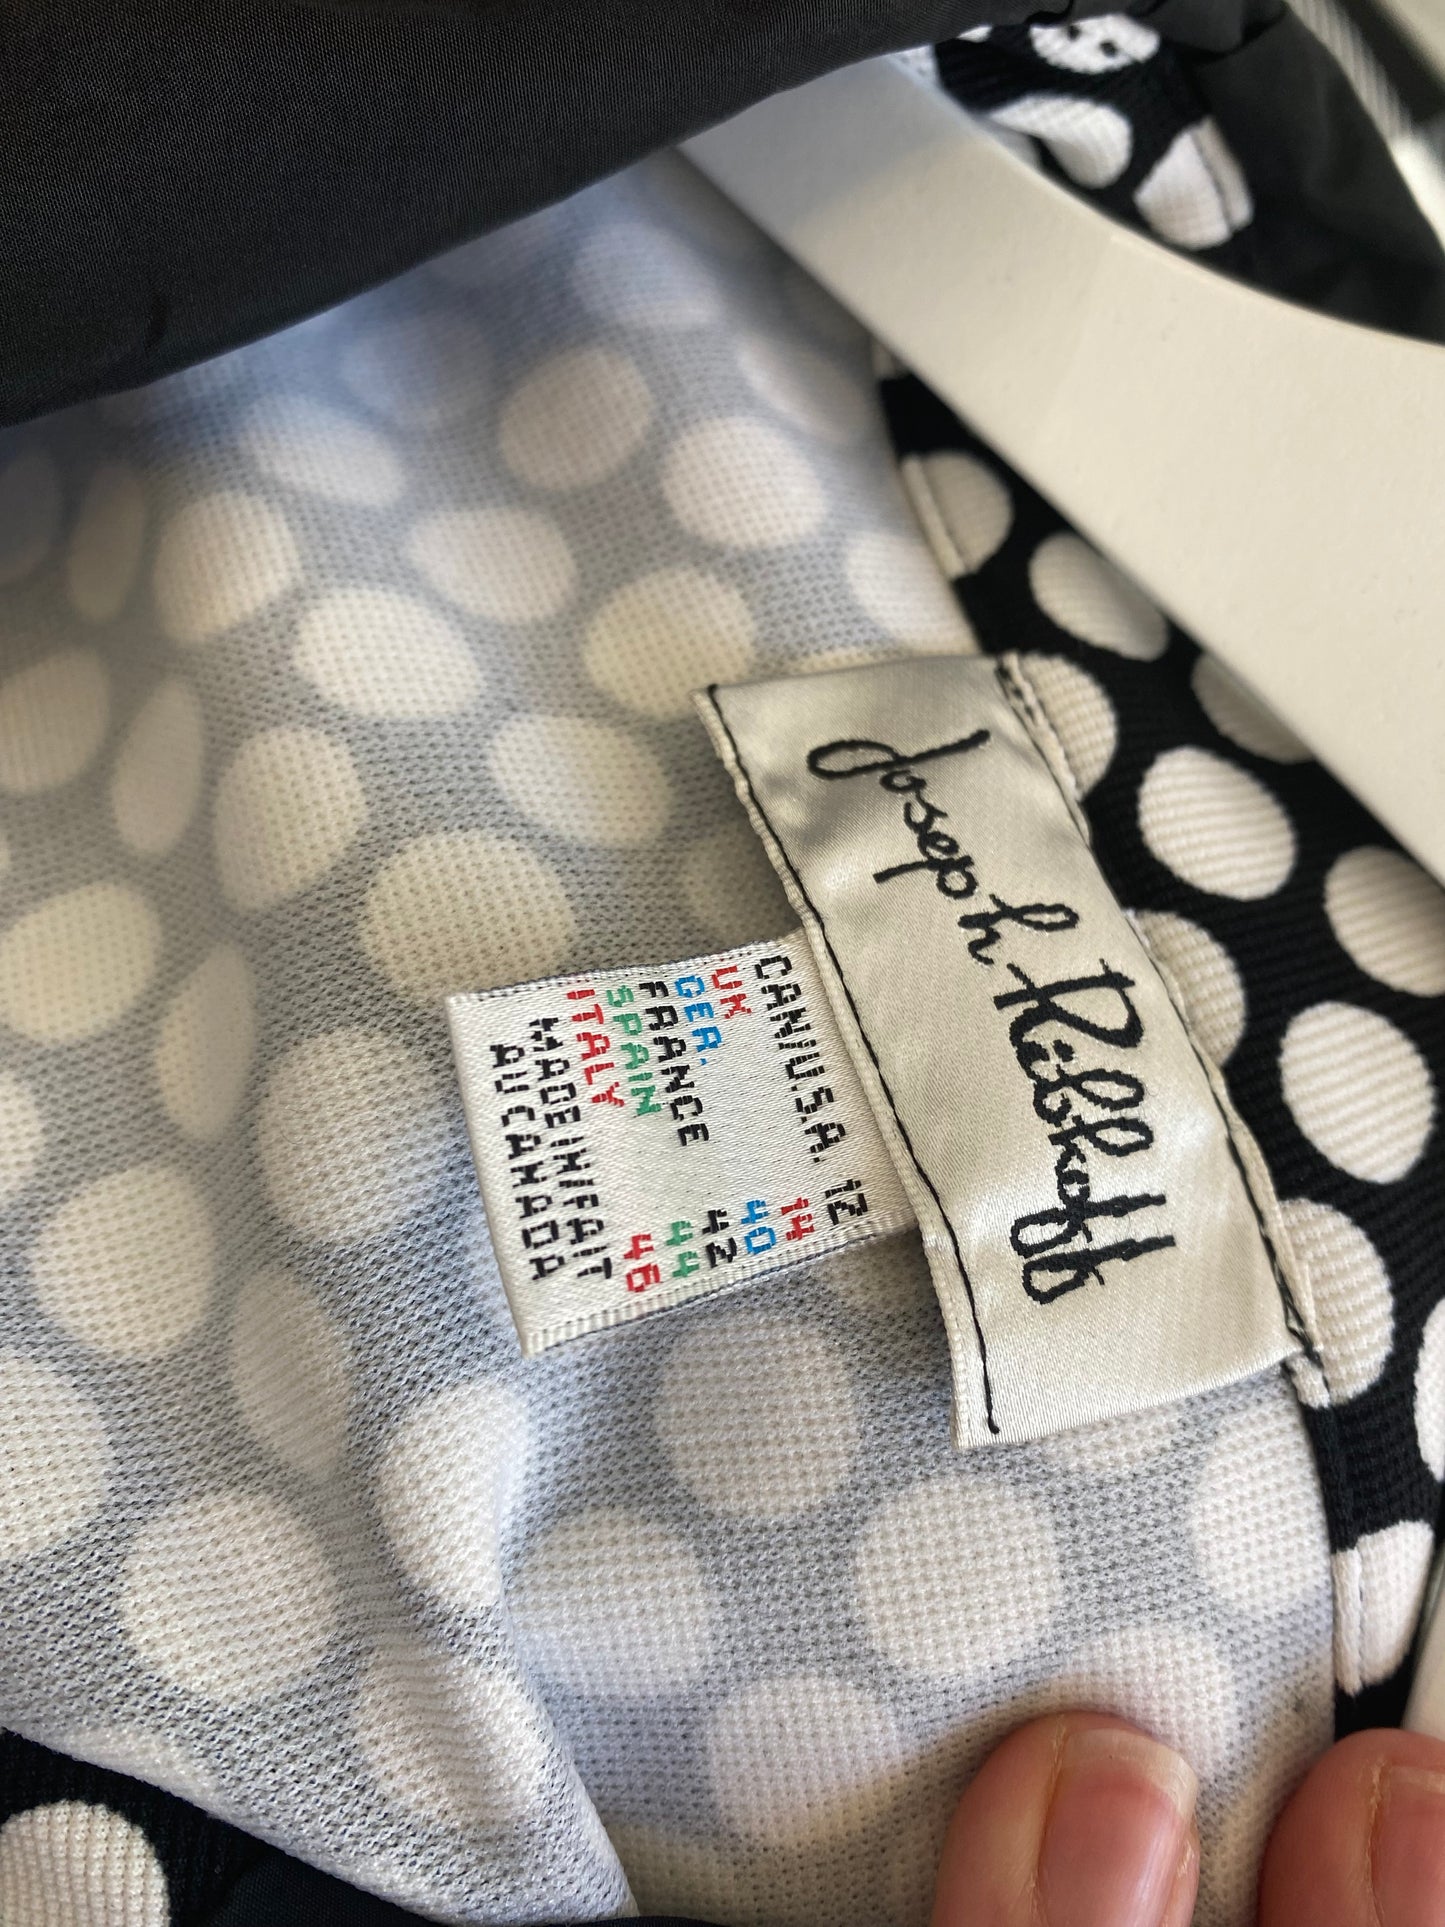 Joseph Ribkoff
CAN/U.S.A. 12
UK 14
GER. 40
FRANCE 42
SPAIN 44
ITALY 46
MADE IN/FAIT
AU CANADA